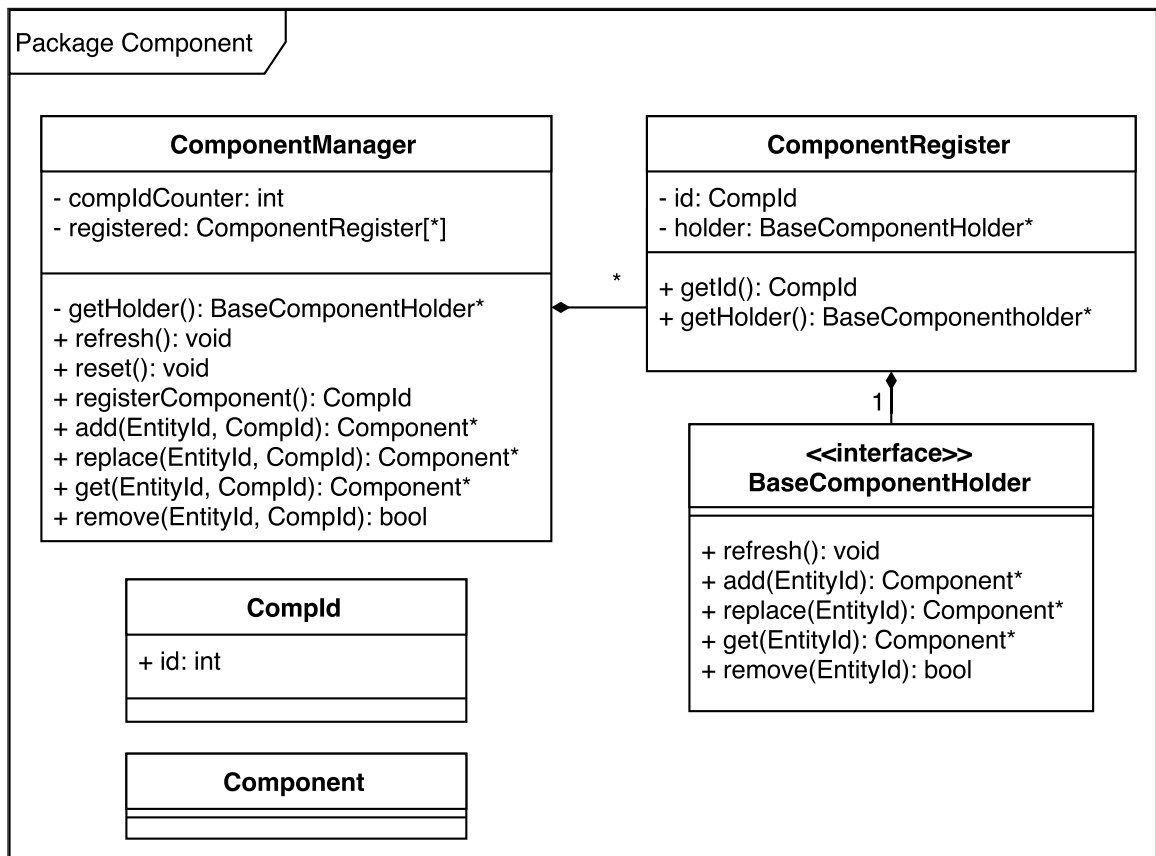 Package Component
ComponentManager
- compIdCounter: int
- registered: ComponentRegister[*]
- getHolder(): BaseComponentHolder*
+ refresh(): void
+ reset(): void
+ registerComponent(): CompId
+ add(EntityId, CompId): Component*
+ replace(EntityId, CompId): Component*
+ get(EntityId, CompId): Component*
+ remove(EntityId, CompId): bool
*
ComponentRegister
- id: CompId
- holder: BaseComponentHolder*
+ getId(): CompId
+ getHolder(): BaseComponentholder*
1
<<interface>>
BaseComponentHolder
+ refresh(): void
+ add(EntityId): Component*
+ replace(EntityId): Component*
+ get(EntityId): Component*
+ remove(EntityId): bool
CompId
+ id: int
Component